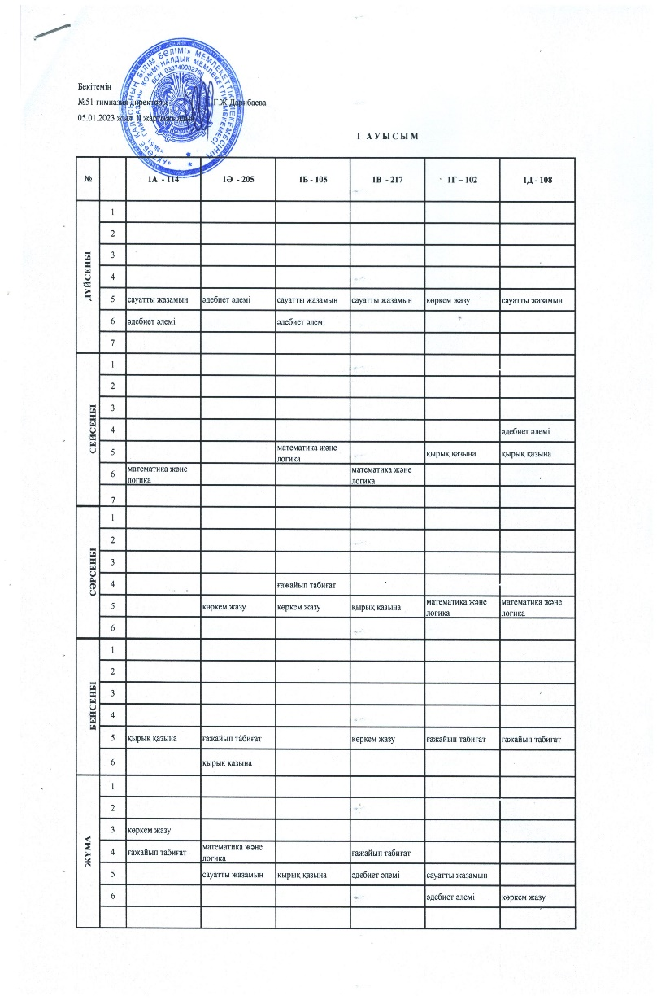 Бекітемін
№51 гимназия директоры Г.Ж.Дарибаева
05.01.2023 жыл. II жартыжылдық
І АУЫСЫМ
№ 1А - 114 1Ә - 205 1Б - 105 1В - 217 1Г – 102 1Д - 108
ДҮЙСЕНБІ
1
2
3
4
5 сауатты жазамын әдебиет әлемі сауатты жазамын сауатты жазамын көркем жазу сауатты жазамын
6 әдебиет әлемі әдебиет әлемі
7
СЕЙСЕНБІ
1
2
3
4 әдебиет әлемі
5 математика және логика қырық қазына қырық қазына
6 математика және логика математика және логика
7
СӘРСЕНБІ
1
2
3
4 ғажайып табиғат
5 көркем жазу көркем жазу қырық қазына математика және логика математика және логика
6
БЕЙСЕНБІ
1
2
3
4
5 қырық қазына ғажайып табиғат көркем жазу ғажайып табиғат ғажайып табиғат
6 қырық қазына
ЖҰМА
1
2
3 көркем жазу
4 ғажайып табиғат математика және логика ғажайып табиғат
5 сауатты жазамын қырық қазына әдебиет әлемі сауатты жазамын
6 әдебиет әлемі көркем жазу